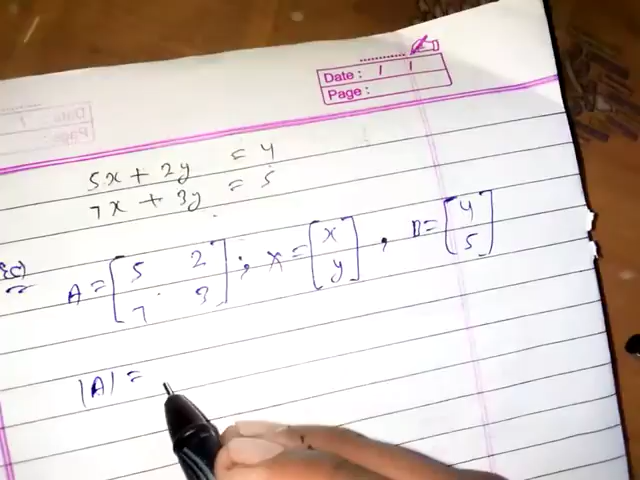 Date : / /
Page :
5x + 2y = 4
7x + 3y = 5
A = [5 2
7 3] ; X = [x
y] , B = [4
5]
|A| =